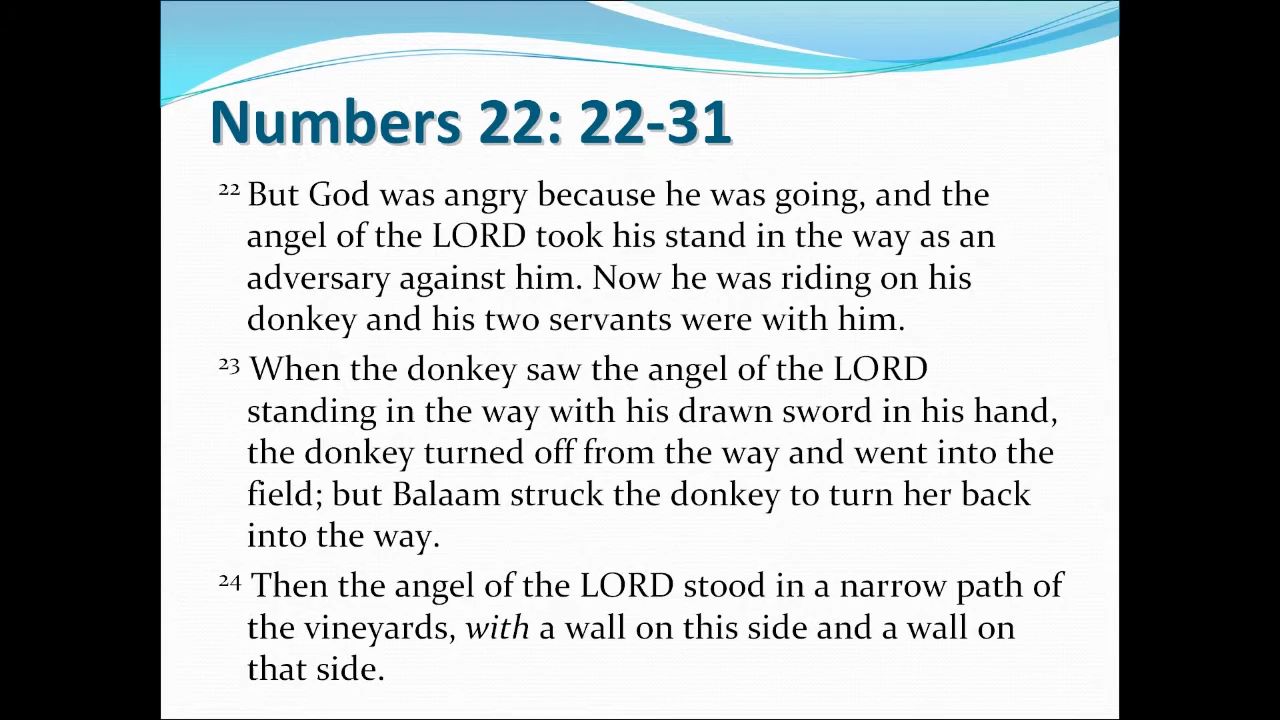 Numbers 22: 22-31
22 But God was angry because he was going, and the
angel of the LORD took his stand in the way as an
adversary against him. Now he was riding on his
donkey and his two servants were with him.
23 When the donkey saw the angel of the LORD
standing in the way with his drawn sword in his hand,
the donkey turned off from the way and went into the
field; but Balaam struck the donkey to turn her back
into the way.
24 Then the angel of the LORD stood in a narrow path of
the vineyards, with a wall on this side and a wall on
that side.